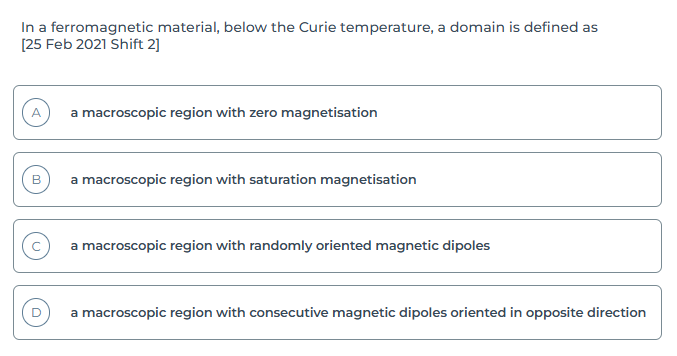 In a ferromagnetic material, below the Curie temperature, a domain is defined as
[25 Feb 2021 Shift 2]
A a macroscopic region with zero magnetisation
B a macroscopic region with saturation magnetisation
C a macroscopic region with randomly oriented magnetic dipoles
D a macroscopic region with consecutive magnetic dipoles oriented in opposite direction